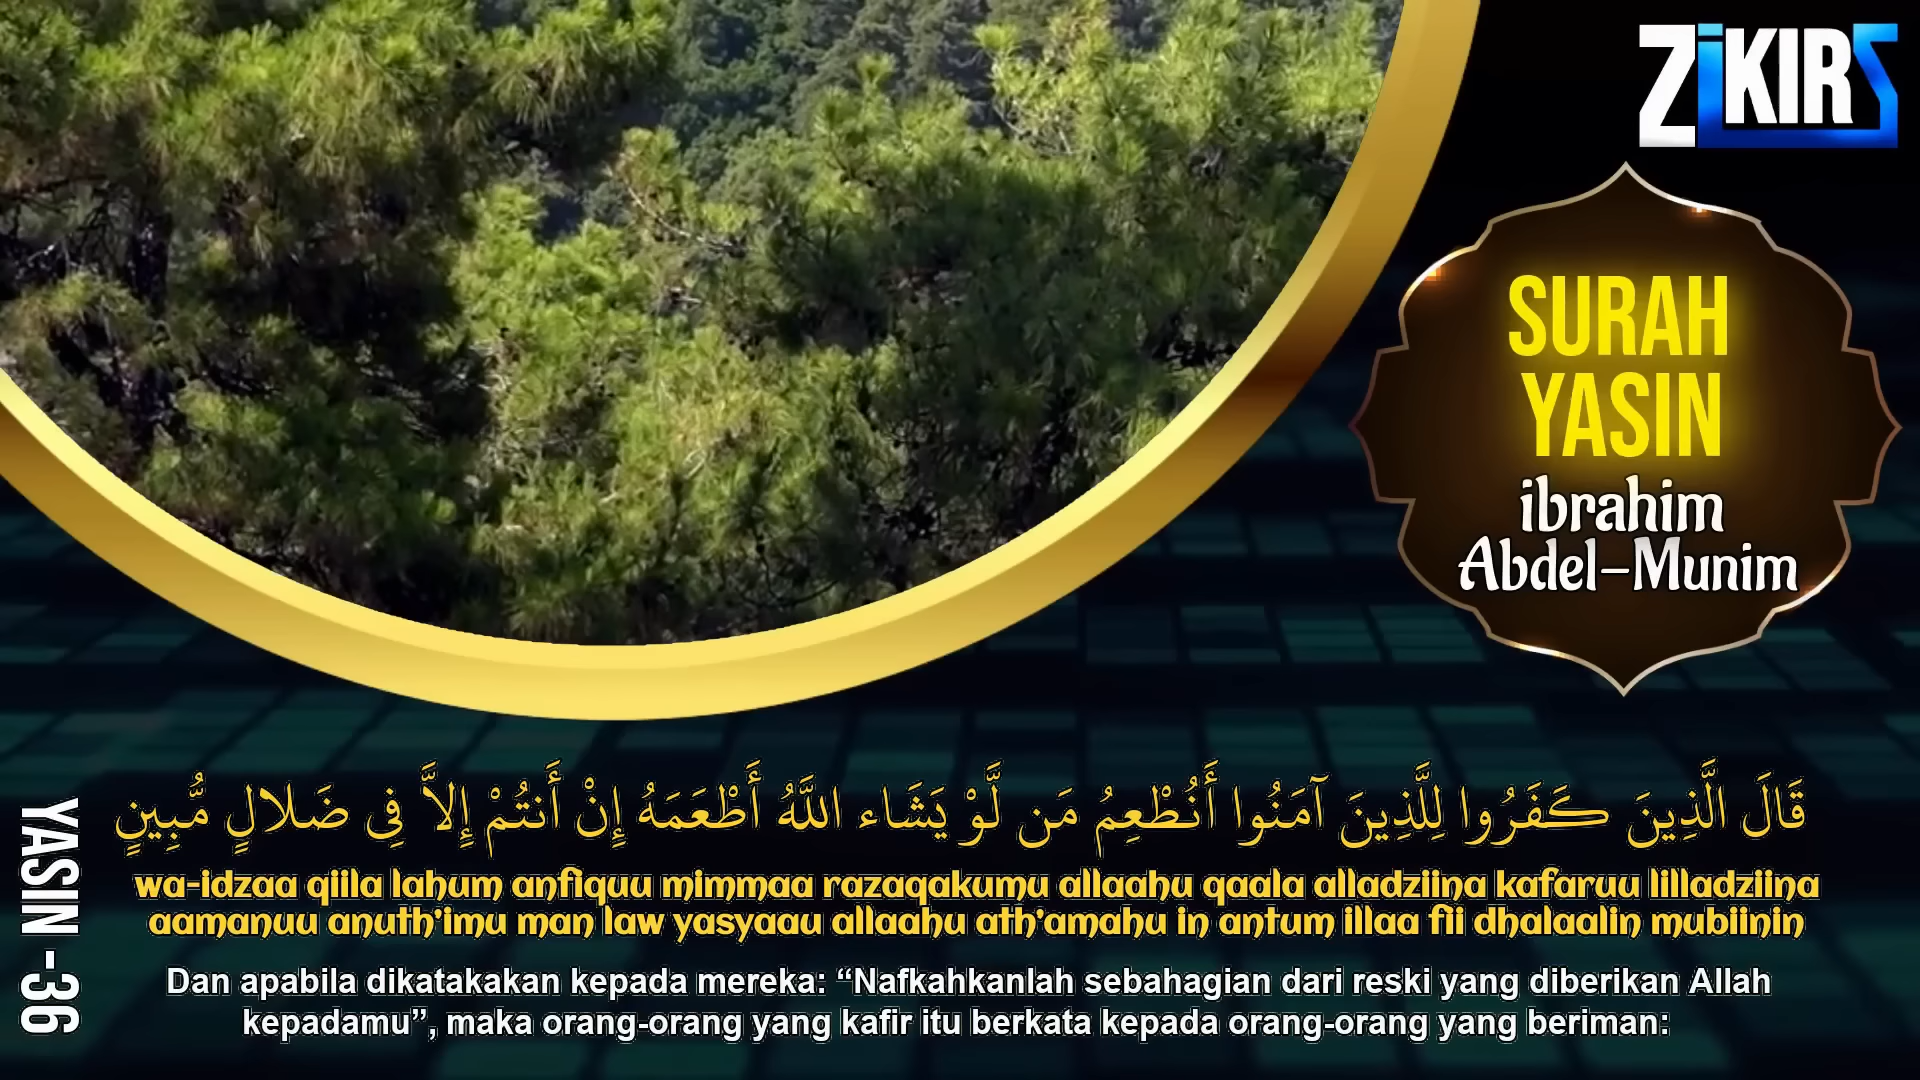 ZiKIRS
SURAH
YASIN
ibrahim
Abdel-Munim
YASIN -36
قَالَ الَّذِينَ كَفَرُوا لِلَّذِينَ آمَنُوا أَنُطْعِمُ مَن لَّوْ يَشَاء اللَّهُ أَطْعَمَهُ إِنْ أَنتُمْ إِلاَّ فِى ضَلالٍ مُّبِينٍ
wa-idzaa qiila lahum anfiquu mimmaa razaqakumu allaahu qaala alladziina kafaruu lilladziina
aamanuu anuth'imu man law yasyaau allaahu ath'amahu in antum illaa fii dhalaalin mubiinin
Dan apabila dikatakakan kepada mereka: “Nafkahkanlah sebahagian dari reski yang diberikan Allah
kepadamu”, maka orang-orang yang kafir itu berkata kepada orang-orang yang beriman: